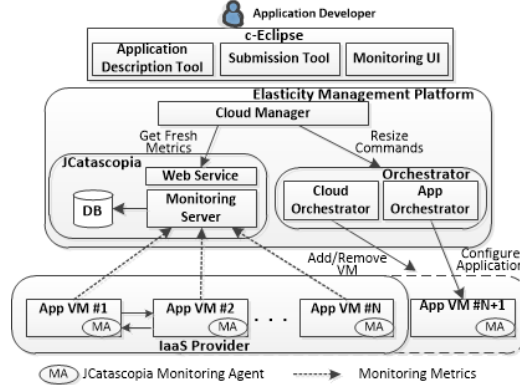 Application Developer
c-Eclipse
Application Description Tool
Submission Tool
Monitoring UI
Elasticity Management Platform
Cloud Manager
Get Fresh Metrics
Resize Commands
JCatascopia
Web Service
Monitoring Server
DB
Orchestrator
Cloud Orchestrator
App Orchestrator
Add/Remove VM
Configure Application
App VM #1
MA
App VM #2
MA
. . .
App VM #N
MA
App VM #N+1
MA
IaaS Provider
MA JCatascopia Monitoring Agent
Monitoring Metrics